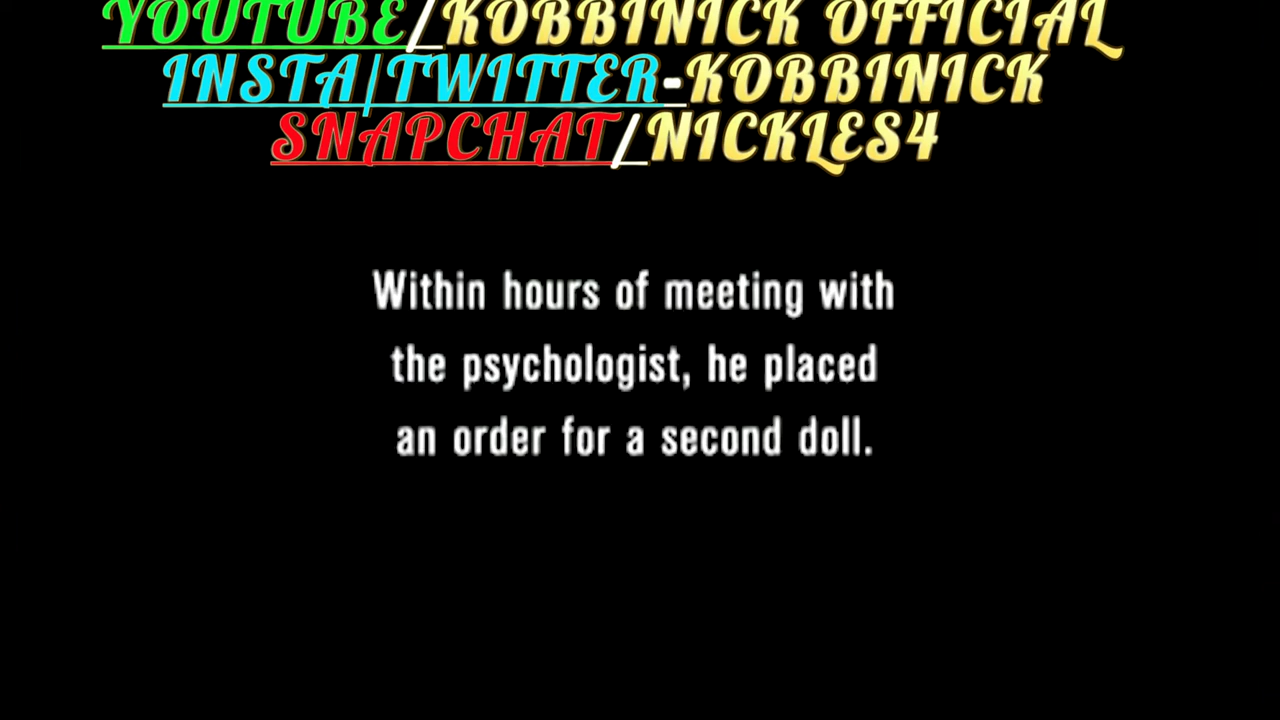 YOUTUBE/KOBBINICK OFFICIAL
INSTA/TWITTER-KOBBINICK
SNAPCHAT/NICKLES4
Within hours of meeting with
the psychologist, he placed
an order for a second doll.